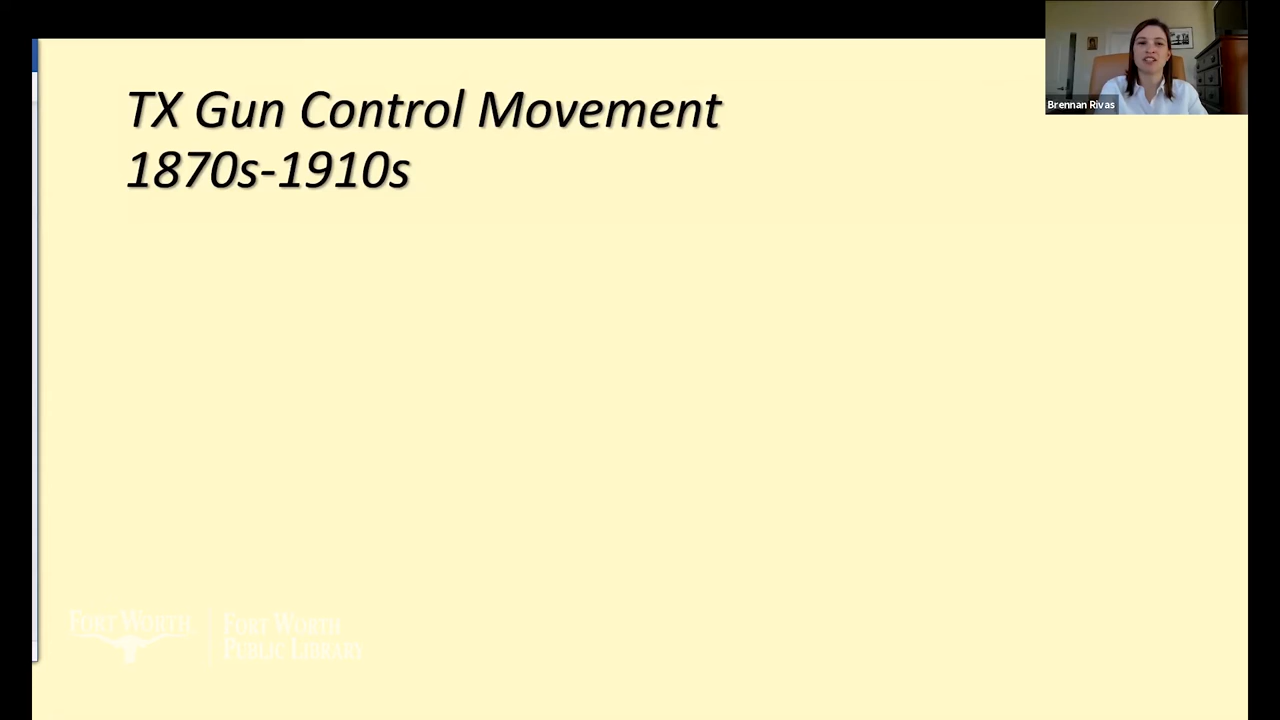 Brennan Rivas
TX Gun Control Movement
1870s-1910s
FORT WORTH
FORT WORTH
PUBLIC LIBRARY